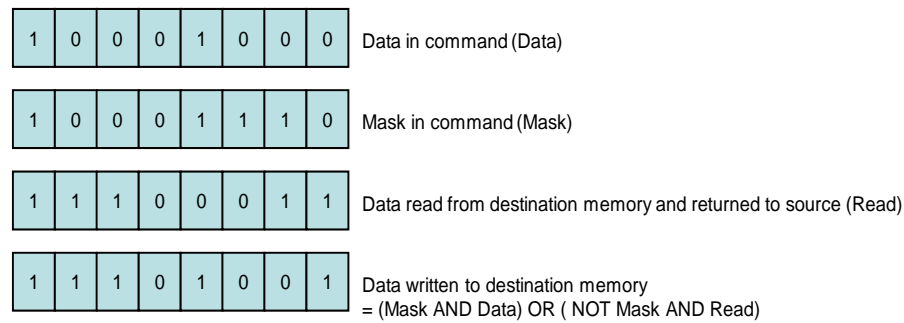 1 0 0 0 1 0 0 0 Data in command (Data)
1 0 0 0 1 1 1 0 Mask in command (Mask)
1 1 1 0 0 0 1 1 Data read from destination memory and returned to source (Read)
1 1 1 0 1 0 0 1 Data written to destination memory
= (Mask AND Data) OR ( NOT Mask AND Read)